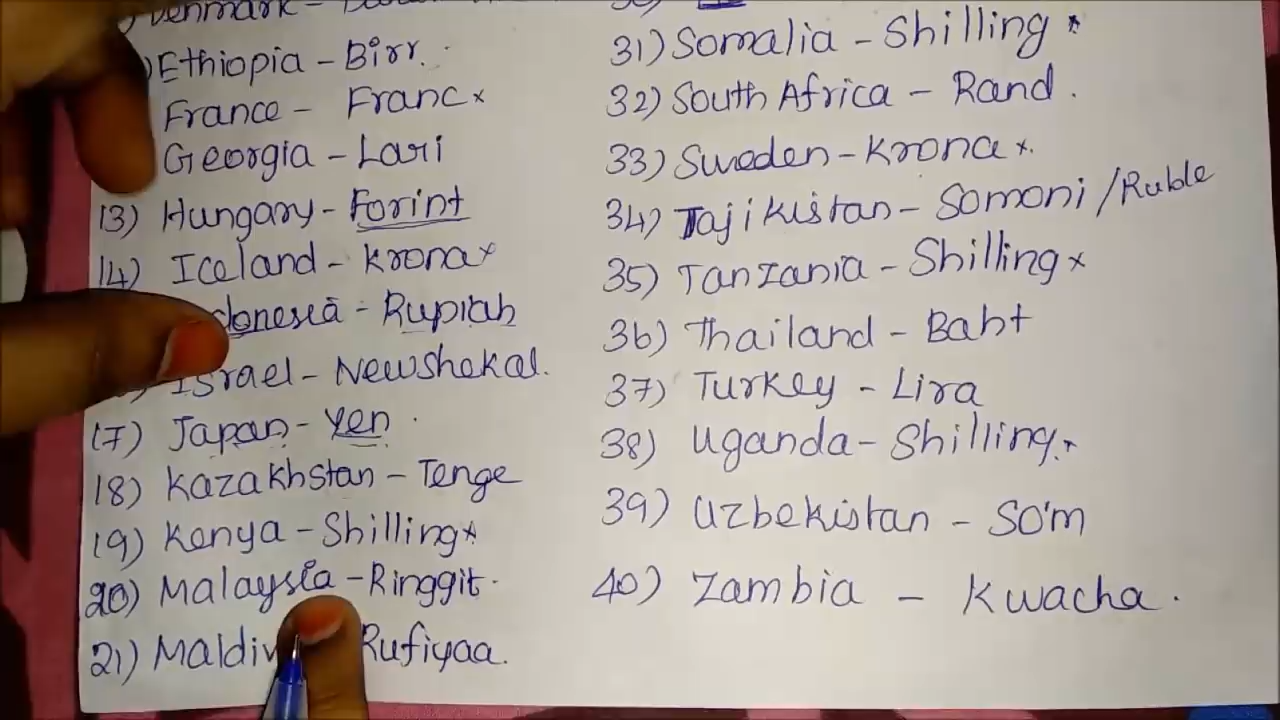 Denmark -
Ethiopia - Birr.
France - Franc x
Georgia - Lari
13) Hungary - Forint
14) Iceland - Krona x
donesia - Rupiah
Israel - Newshekal.
17) Japan - Yen
18) Kazakhstan - Tenge
19) Kenya - Shilling *
20) Malaysia - Ringgit.
21) Maldiv Rufiyaa.
31) Somalia - Shilling *
32) South Africa - Rand.
33) Sweden - Krona x.
34) Tajikistan - Somoni / Ruble
35) Tanzania - Shilling x
36) Thailand - Baht
37) Turkey - Lira
38) Uganda - Shilling. *
39) Uzbekistan - So'm
40) Zambia - Kwacha.